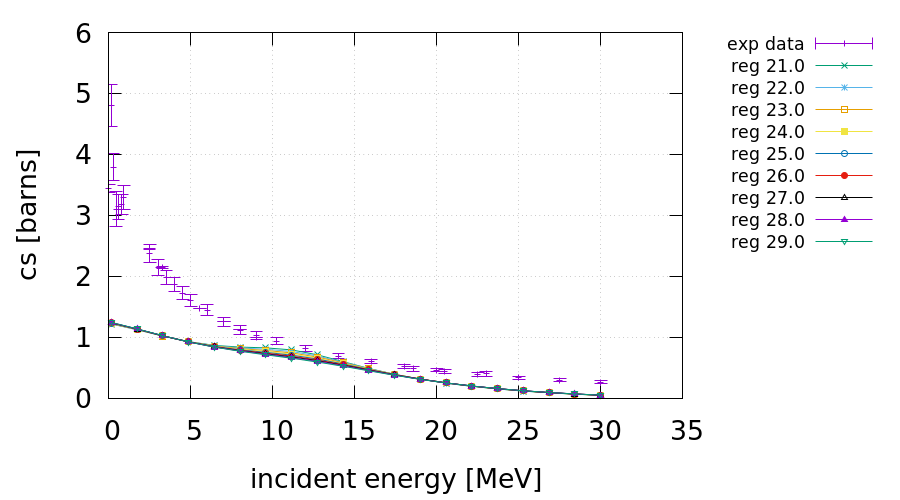 cs [barns]
6
5
4
3
2
1
0
0 5 10 15 20 25 30 35
incident energy [MeV]
exp data
reg 21.0
reg 22.0
reg 23.0
reg 24.0
reg 25.0
reg 26.0
reg 27.0
reg 28.0
reg 29.0